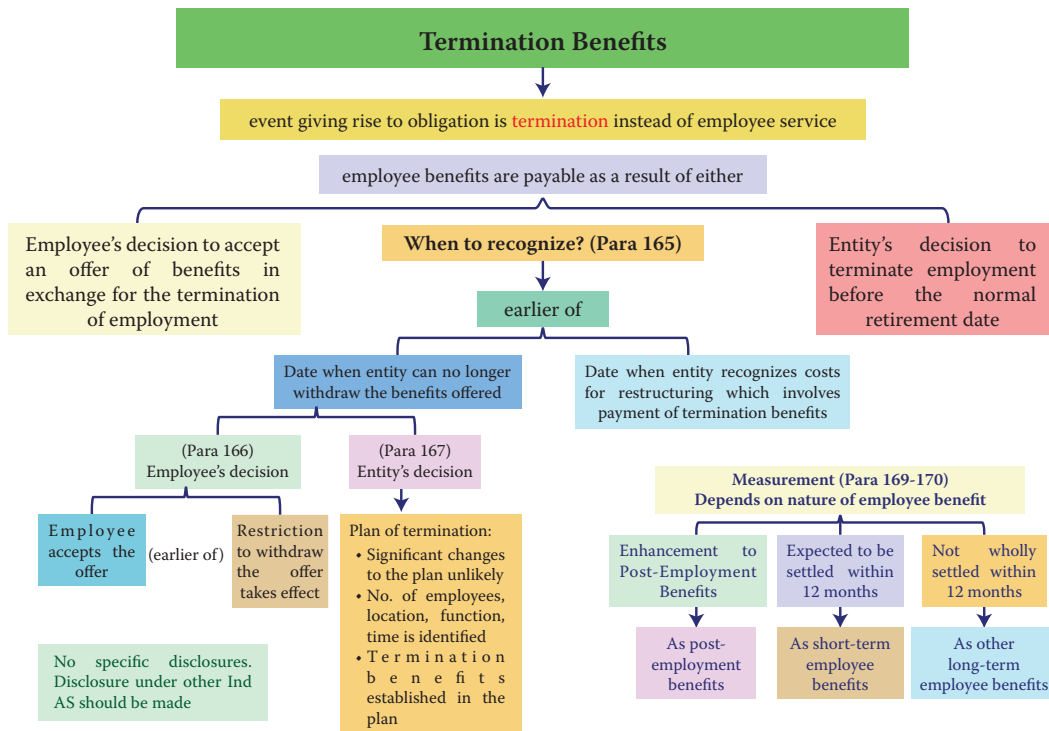 Termination Benefits
event giving rise to obligation is termination instead of employee service
employee benefits are payable as a result of either
Employee's decision to accept
an offer of benefits in
exchange for the termination
of employment
When to recognize? (Para 165)
Entity's decision to
terminate employment
before the normal
retirement date
earlier of
Date when entity can no longer
withdraw the benefits offered
Date when entity recognizes costs
for restructuring which involves
payment of termination benefits
(Para 166)
Employee's decision
(Para 167)
Entity's decision
Employee
accepts the
offer
(earlier of)
Restriction
to withdraw
the offer
takes effect
Plan of termination:
• Significant changes
to the plan unlikely
• No. of employees,
location, function,
time is identified
• Termination
benefits
established in the
plan
No specific disclosures.
Disclosure under other Ind
AS should be made
Measurement (Para 169-170)
Depends on nature of employee benefit
Enhancement to
Post-Employment
Benefits
Expected to be
settled within
12 months
Not wholly
settled within
12 months
As post-
employment
benefits
As short-term
employee
benefits
As other
long-term
employee benefits